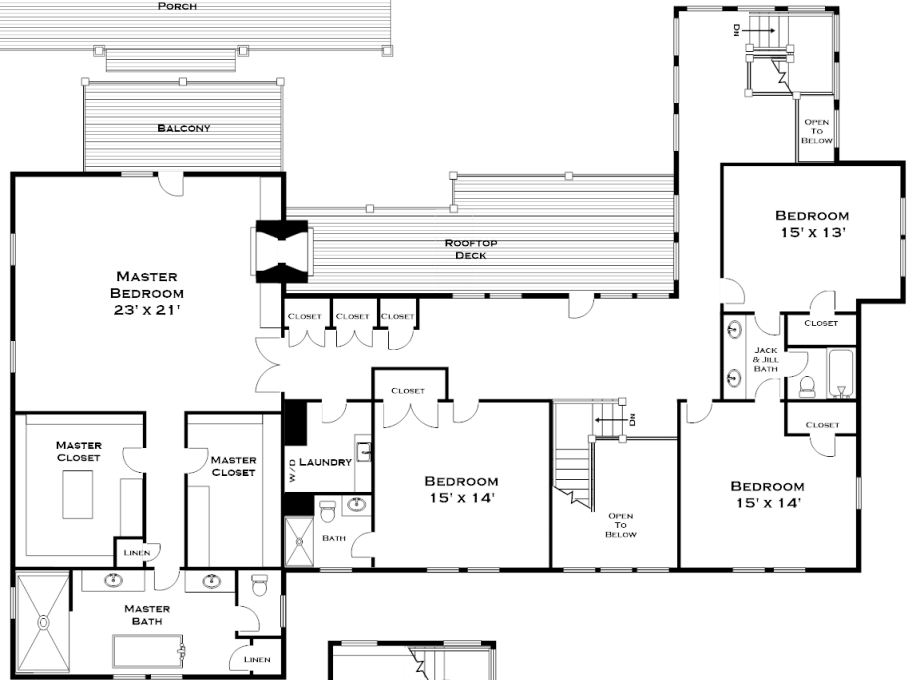 PORCH
DN
BALCONY
OPEN
TO
BELOW
BEDROOM
15' X 13'
ROOFTOP
DECK
MASTER
BEDROOM
23' X 21'
CLOSET
CLOSET
CLOSET
CLOSET
JACK
& JILL
BATH
CLOSET
CLOSET
DN
MASTER
CLOSET
MASTER
CLOSET
W/D
LAUNDRY
BEDROOM
15' X 14'
BEDROOM
15' X 14'
OPEN
TO
BELOW
BATH
LINEN
MASTER
BATH
LINEN